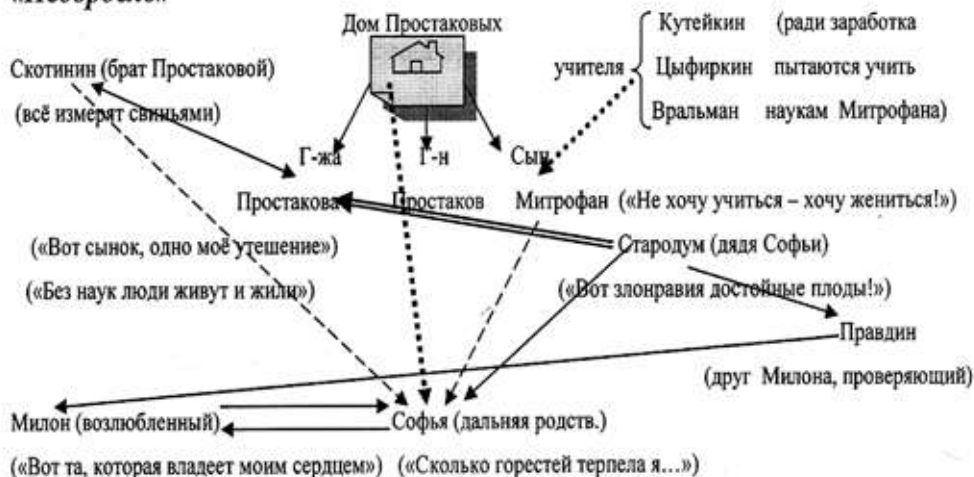 «Недоросль»
Дом Простаковых
Кутейкин (ради заработка
Скотинин (брат Простаковой)
учителя Цыфиркин пытаются учить
(всё измерят свиньями)
Вральман наукам Митрофана)
Г-жа Г-н Сын
Простакова Простаков Митрофан («Не хочу учиться – хочу жениться!»)
(«Вот сынок, одно моё утешение»)
Стародум (дядя Софьи)
(«Без наук люди живут и жили»)
(«Вот злонравия достойные плоды!»)
Правдин
(друг Милона, проверяющий)
Милон (возлюбленный) Софья (дальняя родств.)
(«Вот та, которая владеет моим сердцем») («Сколько горестей терпела я…»)